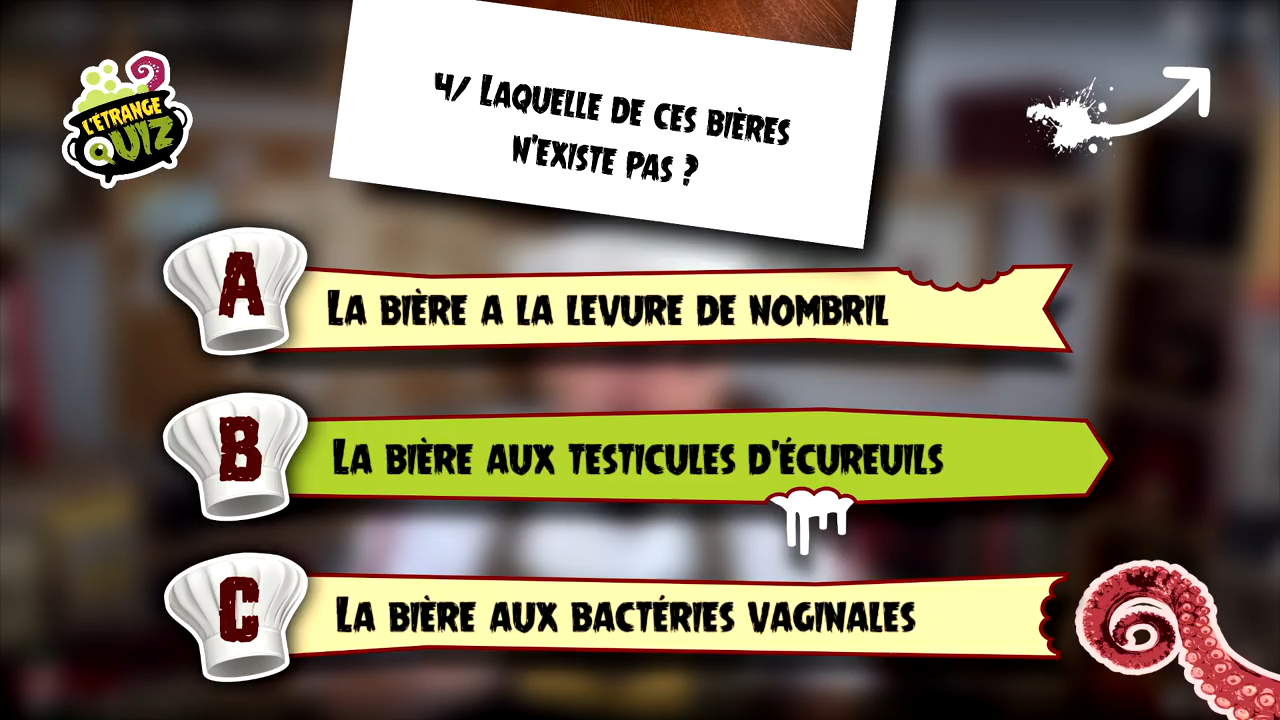 L'ÉTRANGE
QUIZ
4/ LAQUELLE DE CES BIÈRES
N'EXISTE PAS ?
A
LA BIÈRE A LA LEVURE DE NOMBRIL
B
LA BIÈRE AUX TESTICULES D'ÉCUREUILS
C
LA BIÈRE AUX BACTÉRIES VAGINALES